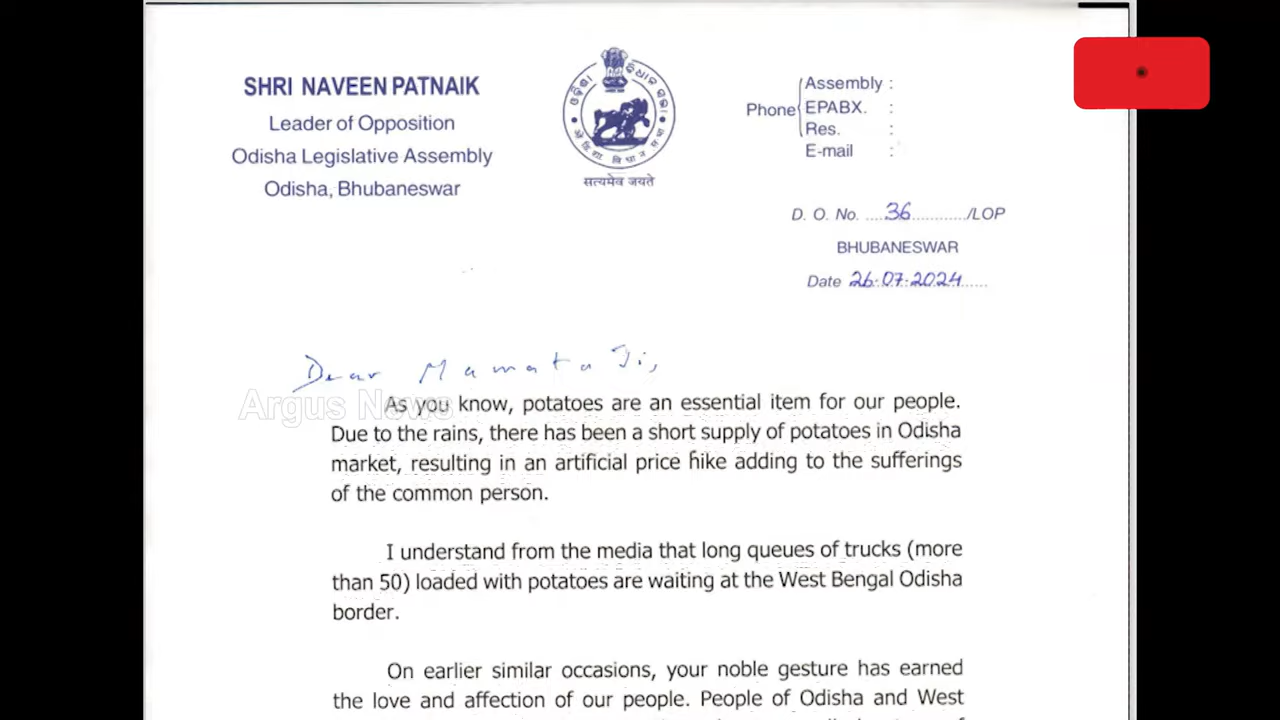 SHRI NAVEEN PATNAIK
Leader of Opposition
Odisha Legislative Assembly
Odisha, Bhubaneswar
ଓଡ଼ିଶା ବିଧାନ ସଭା
ओड़िशा विधान सभा
सत्यमेव जयते
Phone
Assembly :
EPABX. :
Res. :
E-mail :
D. O. No. ....36............/LOP
BHUBANESWAR
Date 26.07.2024......
Dear Mamata Ji,
Argus News
As you know, potatoes are an essential item for our people.
Due to the rains, there has been a short supply of potatoes in Odisha
market, resulting in an artificial price hike adding to the sufferings
of the common person.
I understand from the media that long queues of trucks (more
than 50) loaded with potatoes are waiting at the West Bengal Odisha
border.
On earlier similar occasions, your noble gesture has earned
the love and affection of our people. People of Odisha and West